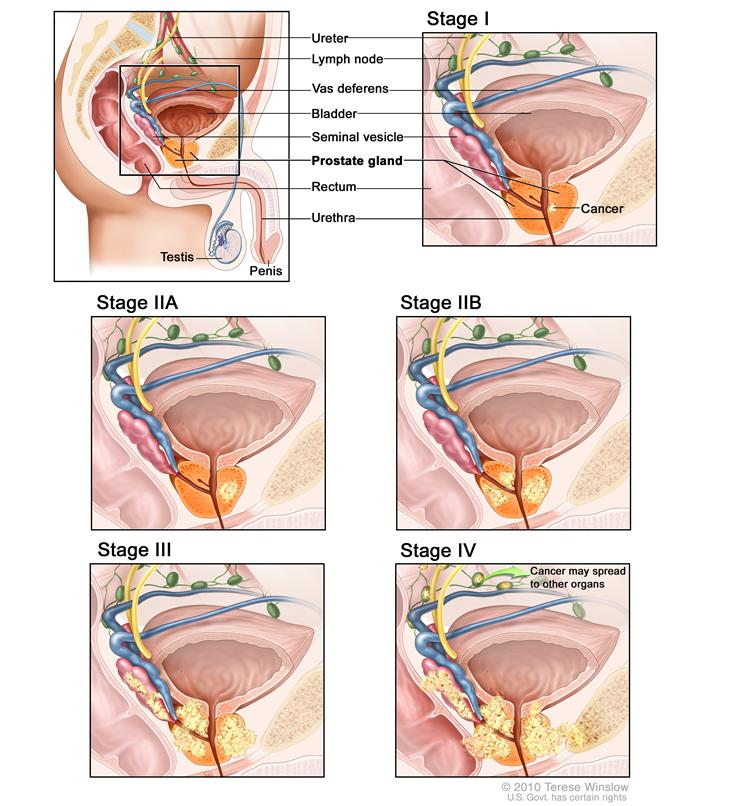 Stage I
Ureter
Lymph node
Vas deferens
Bladder
Seminal vesicle
Prostate gland
Rectum
Urethra
Cancer
Testis
Penis
Stage IIA
Stage IIB
Stage III
Stage IV
Cancer may spread
to other organs
© 2010 Terese Winslow
U.S. Govt. has certain rights